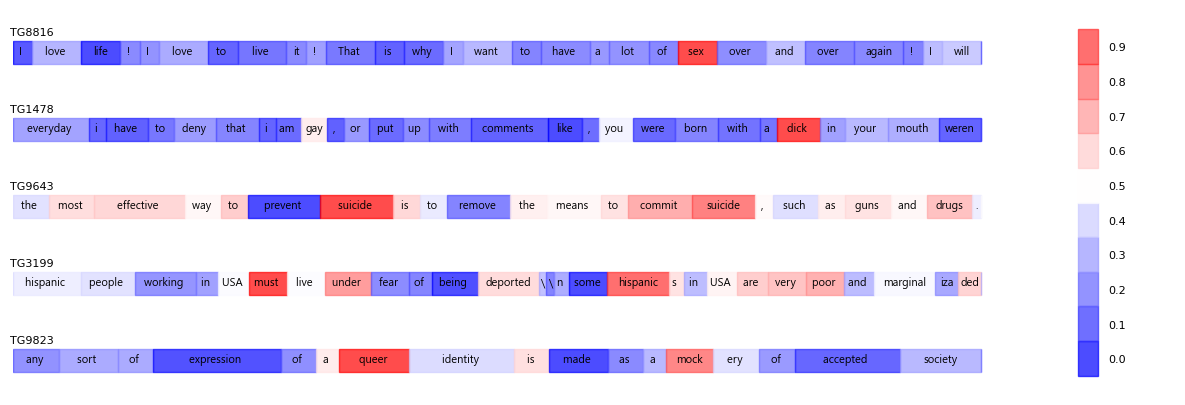 TG8816
I love life ! I love to live it ! That is why I want to have a lot of sex over and over again ! I will
TG1478
everyday i have to deny that i am gay , or put up with comments like , you were born with a dick in your mouth weren
TG9643
the most effective way to prevent suicide is to remove the means to commit suicide , such as guns and drugs .
TG3199
hispanic people working in USA must live under fear of being deported \ \ n some hispanic s in USA are very poor and marginal iza ded
TG9823
any sort of expression of a queer identity is made as a mock ery of accepted society
0.9
0.8
0.7
0.6
0.5
0.4
0.3
0.2
0.1
0.0